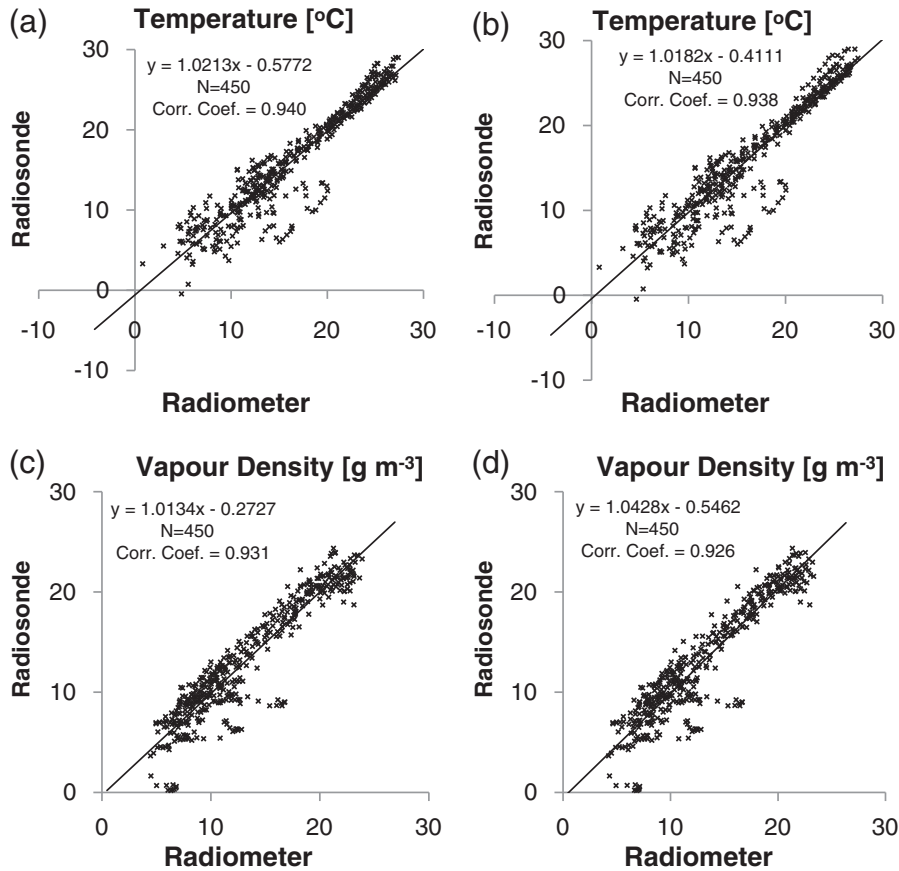 (a)
Temperature [ºC]
30
20
10
0
-10
-10
0
10
20
30
y = 1.0213x - 0.5772
N=450
Corr. Coef. = 0.940
Radiosonde
Radiometer
(b)
Temperature [ºC]
30
20
10
0
-10
-10
0
10
20
30
y = 1.0182x - 0.4111
N=450
Corr. Coef. = 0.938
Radiosonde
Radiometer
(c)
Vapour Density [g m-3]
30
20
10
0
0
10
20
30
y = 1.0134x - 0.2727
N=450
Corr. Coef. = 0.931
Radiosonde
Radiometer
(d)
Vapour Density [g m-3]
30
20
10
0
0
10
20
30
y = 1.0428x - 0.5462
N=450
Corr. Coef. = 0.926
Radiosonde
Radiometer